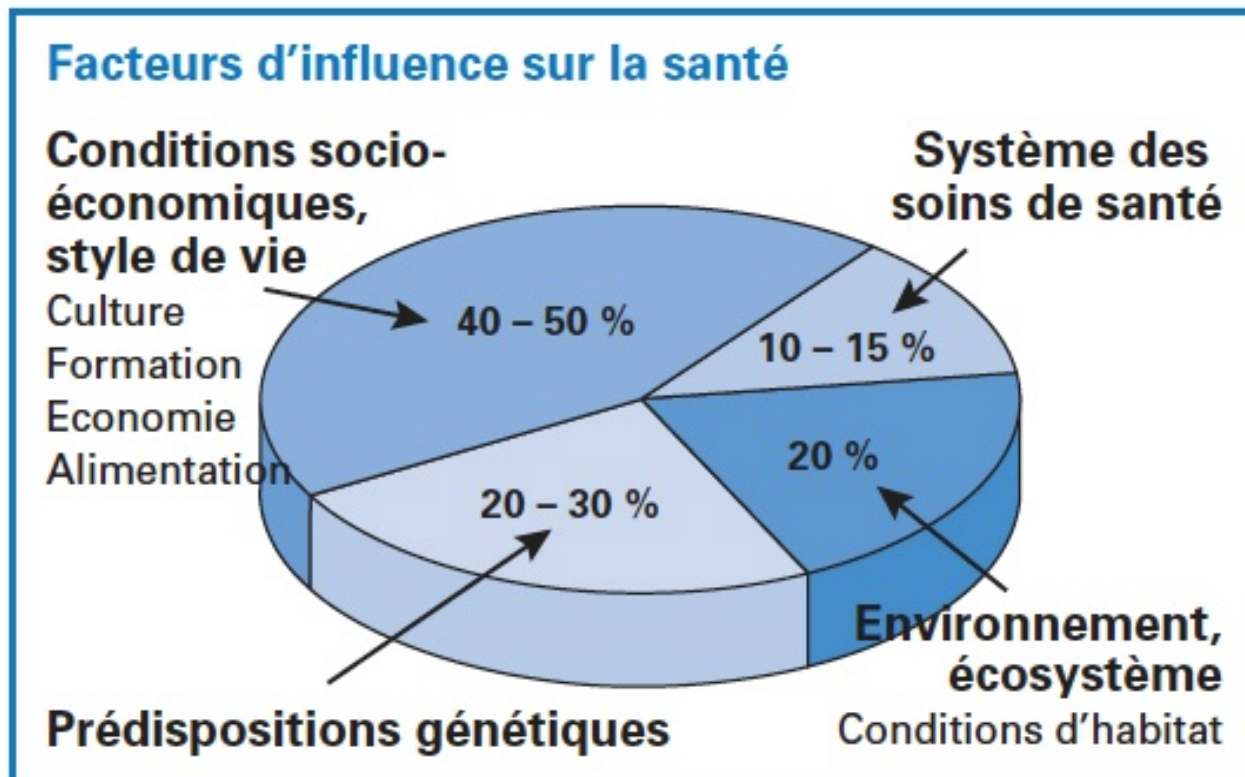 Facteurs d’influence sur la santé
Conditions socio-
économiques,
style de vie
Culture
Formation
Economie
Alimentation
Système des
soins de santé
40 – 50 %
10 – 15 %
20 %
20 – 30 %
Environnement,
écosystème
Conditions d’habitat
Prédispositions génétiques